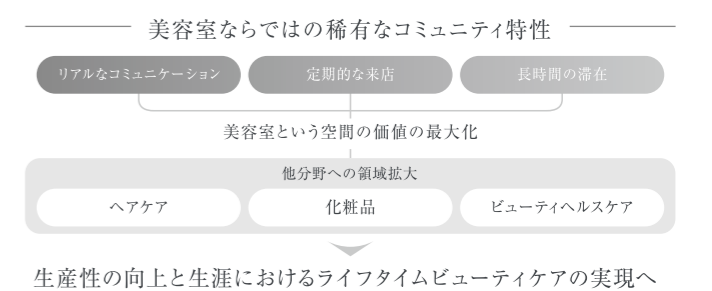 美容室ならではの稀有なコミュニティ特性
リアルなコミュニケーション
定期的な来店
長時間の滞在
美容室という空間の価値の最大化
他分野への領域拡大
ヘアケア
化粧品
ビューティヘルスケア
生産性の向上と生涯におけるライフタイムビューティケアの実現へ